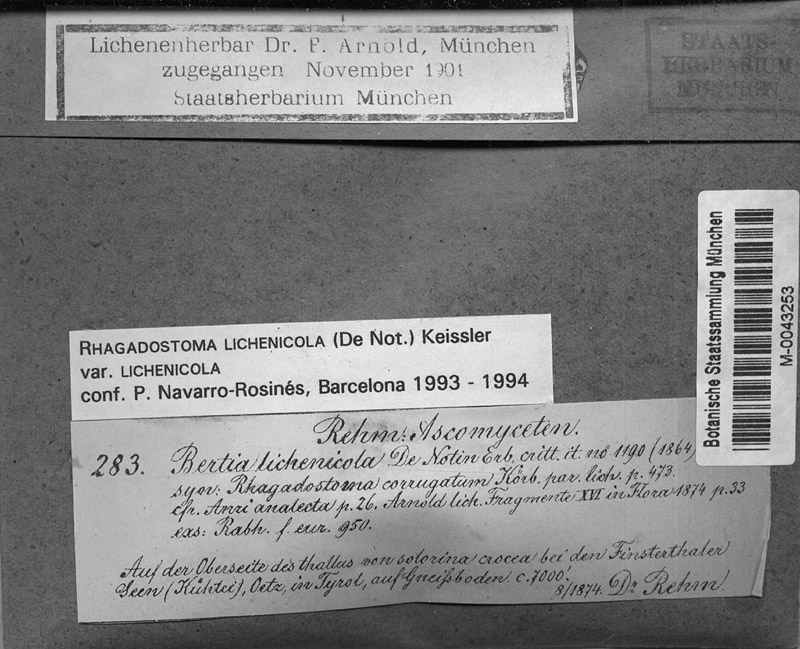 Lichenenherbar Dr. F. Arnold, München
zugegangen November 1901
Staatsherbarium München
STAATS-
HERBARIUM
MÜNCHEN
Botanische Staatssammlung München
M-0043253
RHAGADOSTOMA LICHENICOLA (De Not.) Keissler
var. LICHENICOLA
conf. P. Navarro-Rosinés, Barcelona 1993 - 1994
Rehm: Ascomyceten.
283. Bertia lichenicola De Notin Erb. critt. it. no 1190 (1864)
syn: Rhagadostoma corrugatum Körb. par. lich. p. 473.
cfr. Anzi analecta p. 26. Arnold lich. Fragmente XVI in Flora 1874 p. 33
exs: Rabh. f. eur. 950.
Auf der Oberseite des thallus von solorina crocea bei den Finsterthaler
Seen (Kühtei), Oetz, in Tyrol, auf Gneißboden c. 7000'.
8/1874. Dr Rehm.